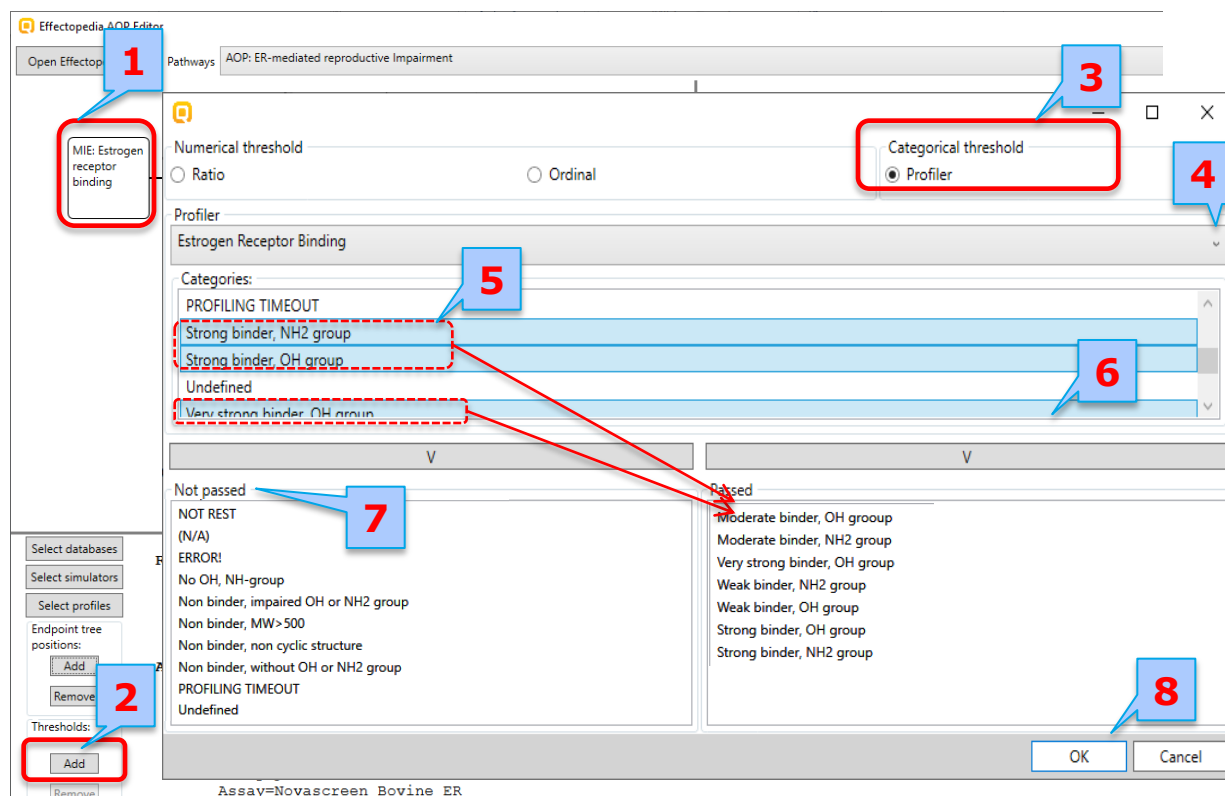 Effectopedia AOP Editor
1
Pathways
AOP: ER-mediated reproductive Impairment
3
MIE: Estrogen
receptor
binding
Numerical threshold
Categorical threshold
Ratio
Ordinal
Profiler
4
Profiler
Estrogen Receptor Binding
Categories:
5
PROFILING TIMEOUT
Strong binder, NH2 group
Strong binder, OH group
6
Undefined
Very strong binder, OH group
V
V
Not passed
7
NOT REST
(N/A)
ERROR!
No OH, NH-group
Non binder, impaired OH or NH2 group
Non binder, MW>500
Non binder, non cyclic structure
Non binder, without OH or NH2 group
PROFILING TIMEOUT
Undefined
Passed
Moderate binder, OH grooup
Moderate binder, NH2 group
Very strong binder, OH group
Weak binder, NH2 group
Weak binder, OH group
Strong binder, OH group
Strong binder, NH2 group
Select databases
Select simulators
Select profiles
Endpoint tree
positions:
Add
Remove
2
Thresholds:
Add
Remove
8
OK
Cancel
Assay=Novascreen Bovine ER